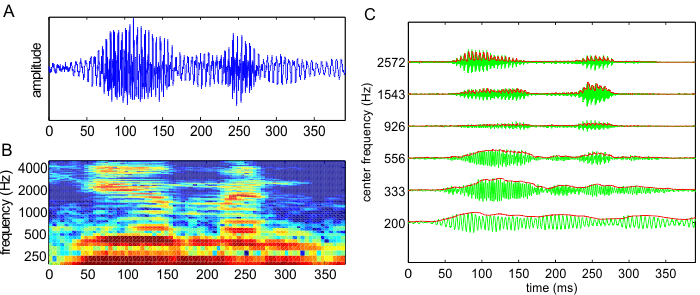 A
amplitude
0 50 100 150 200 250 300 350
B
frequency (Hz)
4000
2000
1000
500
250
0 50 100 150 200 250 300 350
C
center frequency (Hz)
2572
1543
926
556
333
200
0 50 100 150 200 250 300 350
time (ms)